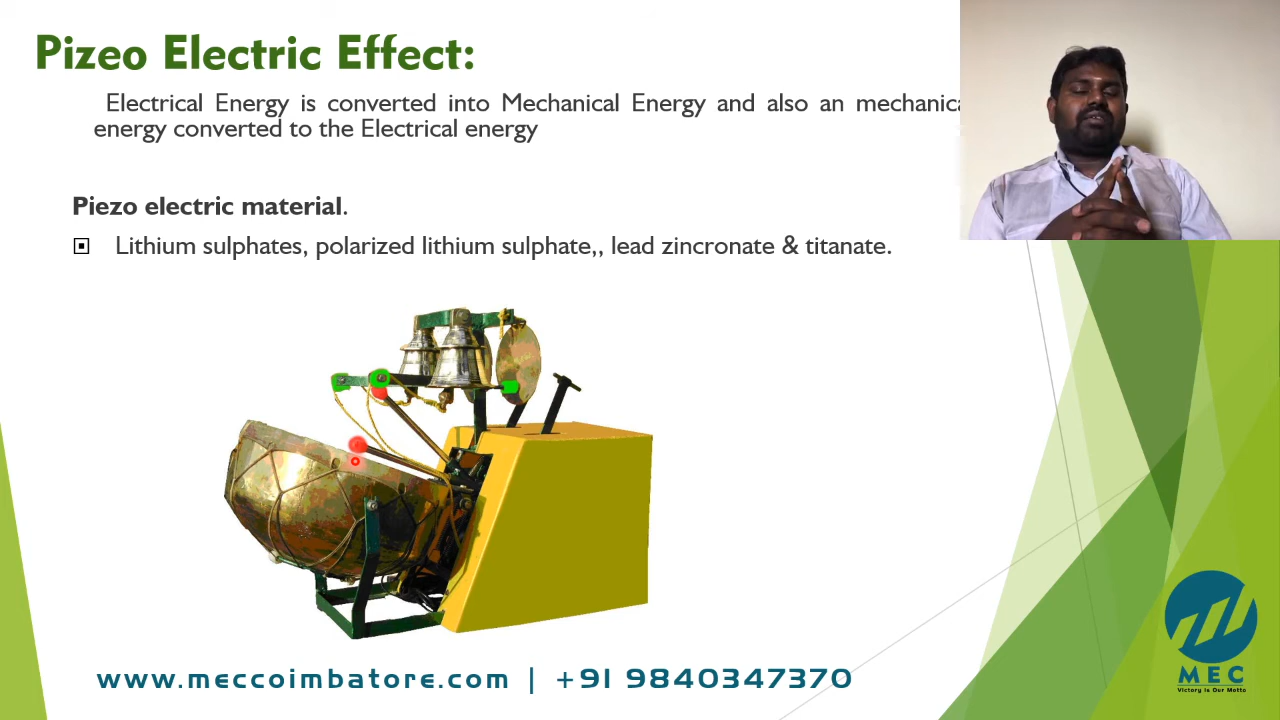 Pizeo Electric Effect:
Electrical Energy is converted into Mechanical Energy and also an mechanica
energy converted to the Electrical energy
Piezo electric material.
Lithium sulphates, polarized lithium sulphate,, lead zincronate & titanate.
www.meccoimbatore.com | +91 9840347370
MEC
Victory is Our Motto